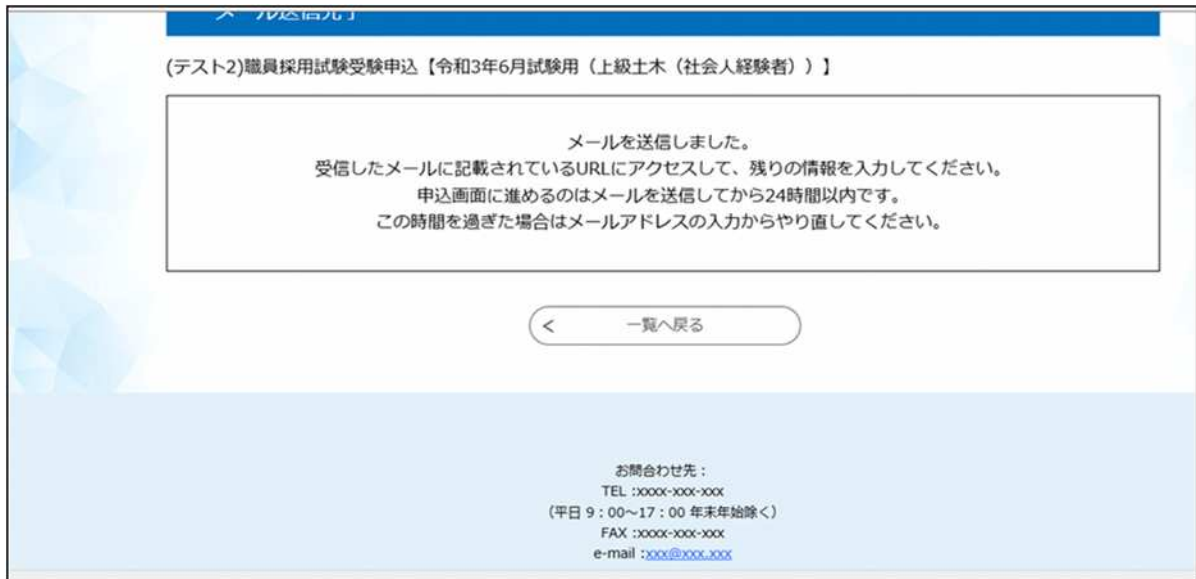 メール送信完了
(テスト2)職員採用試験受験申込【令和3年6月試験用（上級土木（社会人経験者））】
メールを送信しました。
受信したメールに記載されているURLにアクセスして、残りの情報を入力してください。
申込画面に進めるのはメールを送信してから24時間以内です。
この時間を過ぎた場合はメールアドレスの入力からやり直してください。
< 一覧へ戻る
お問合わせ先：
TEL :xxxx-xxx-xxx
（平日 9：00～17：00 年末年始除く）
FAX :xxxx-xxx-xxx
e-mail :xxx@xxx.xxx